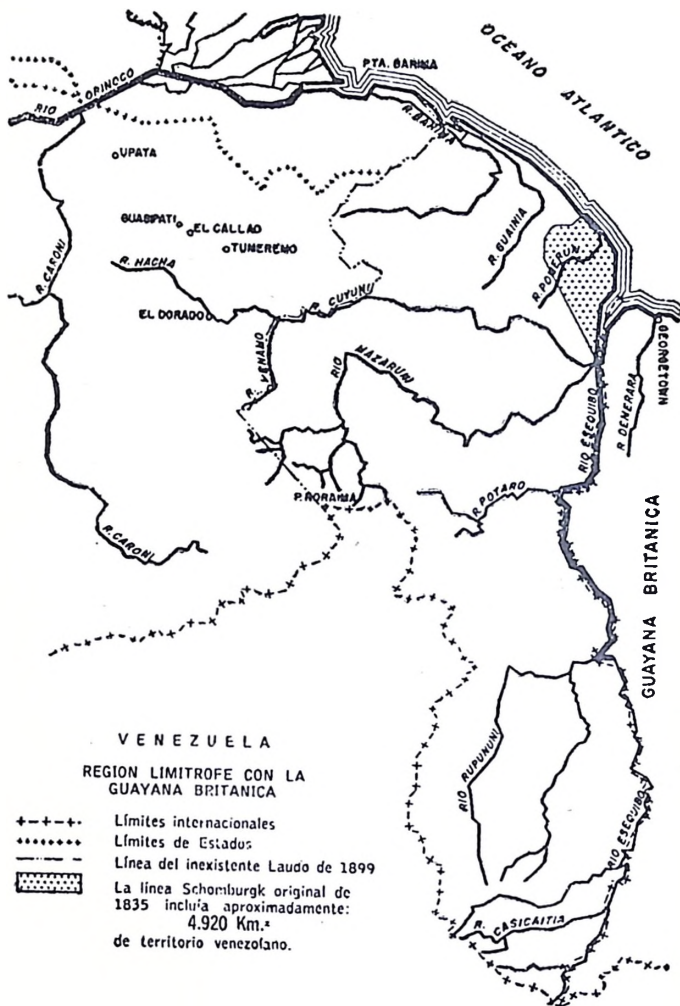 OCEANO ATLANTICO
PTA. BARIMA
RIO ORINOCO
R. BARIMA
UPATA
GUASIPATI
EL CALLAO
TUMEREMO
R. GUAINIA
R. POMERUN
R. CARONI
R. HACHA
R. CUYUNI
EL DORADO
GEORGETOWN
R. VENAMO
RIO MAZARUNI
RIO ESEQUIBO
R. DEMERARA
P. RORAIMA
R. POTARO
R. CARONI
GUAYANA BRITANICA
RIO RUPUNUNI
RIO ESEQUIBO
R. CASICAITIA
VENEZUELA
REGION LIMITROFE CON LA
GUAYANA BRITANICA
Límites internacionales
Límites de Estados
Línea del inexistente Laudo de 1899
La línea Schomburgk original de
1835 incluía aproximadamente:
4.920 Km.²
de territorio venezolano.